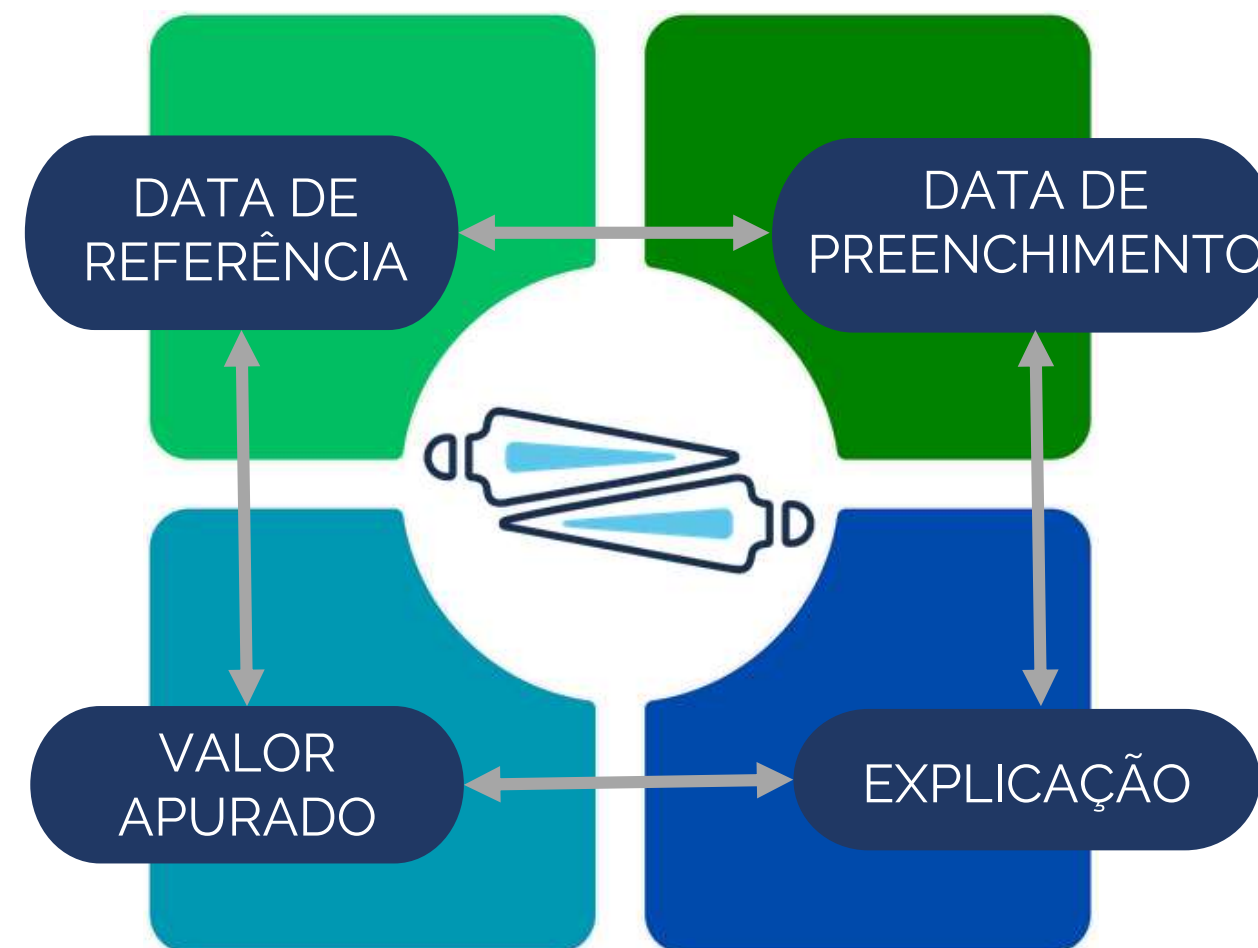 DATA DE
REFERÊNCIA
DATA DE
PREENCHIMENTO
VALOR
APURADO
EXPLICAÇÃO